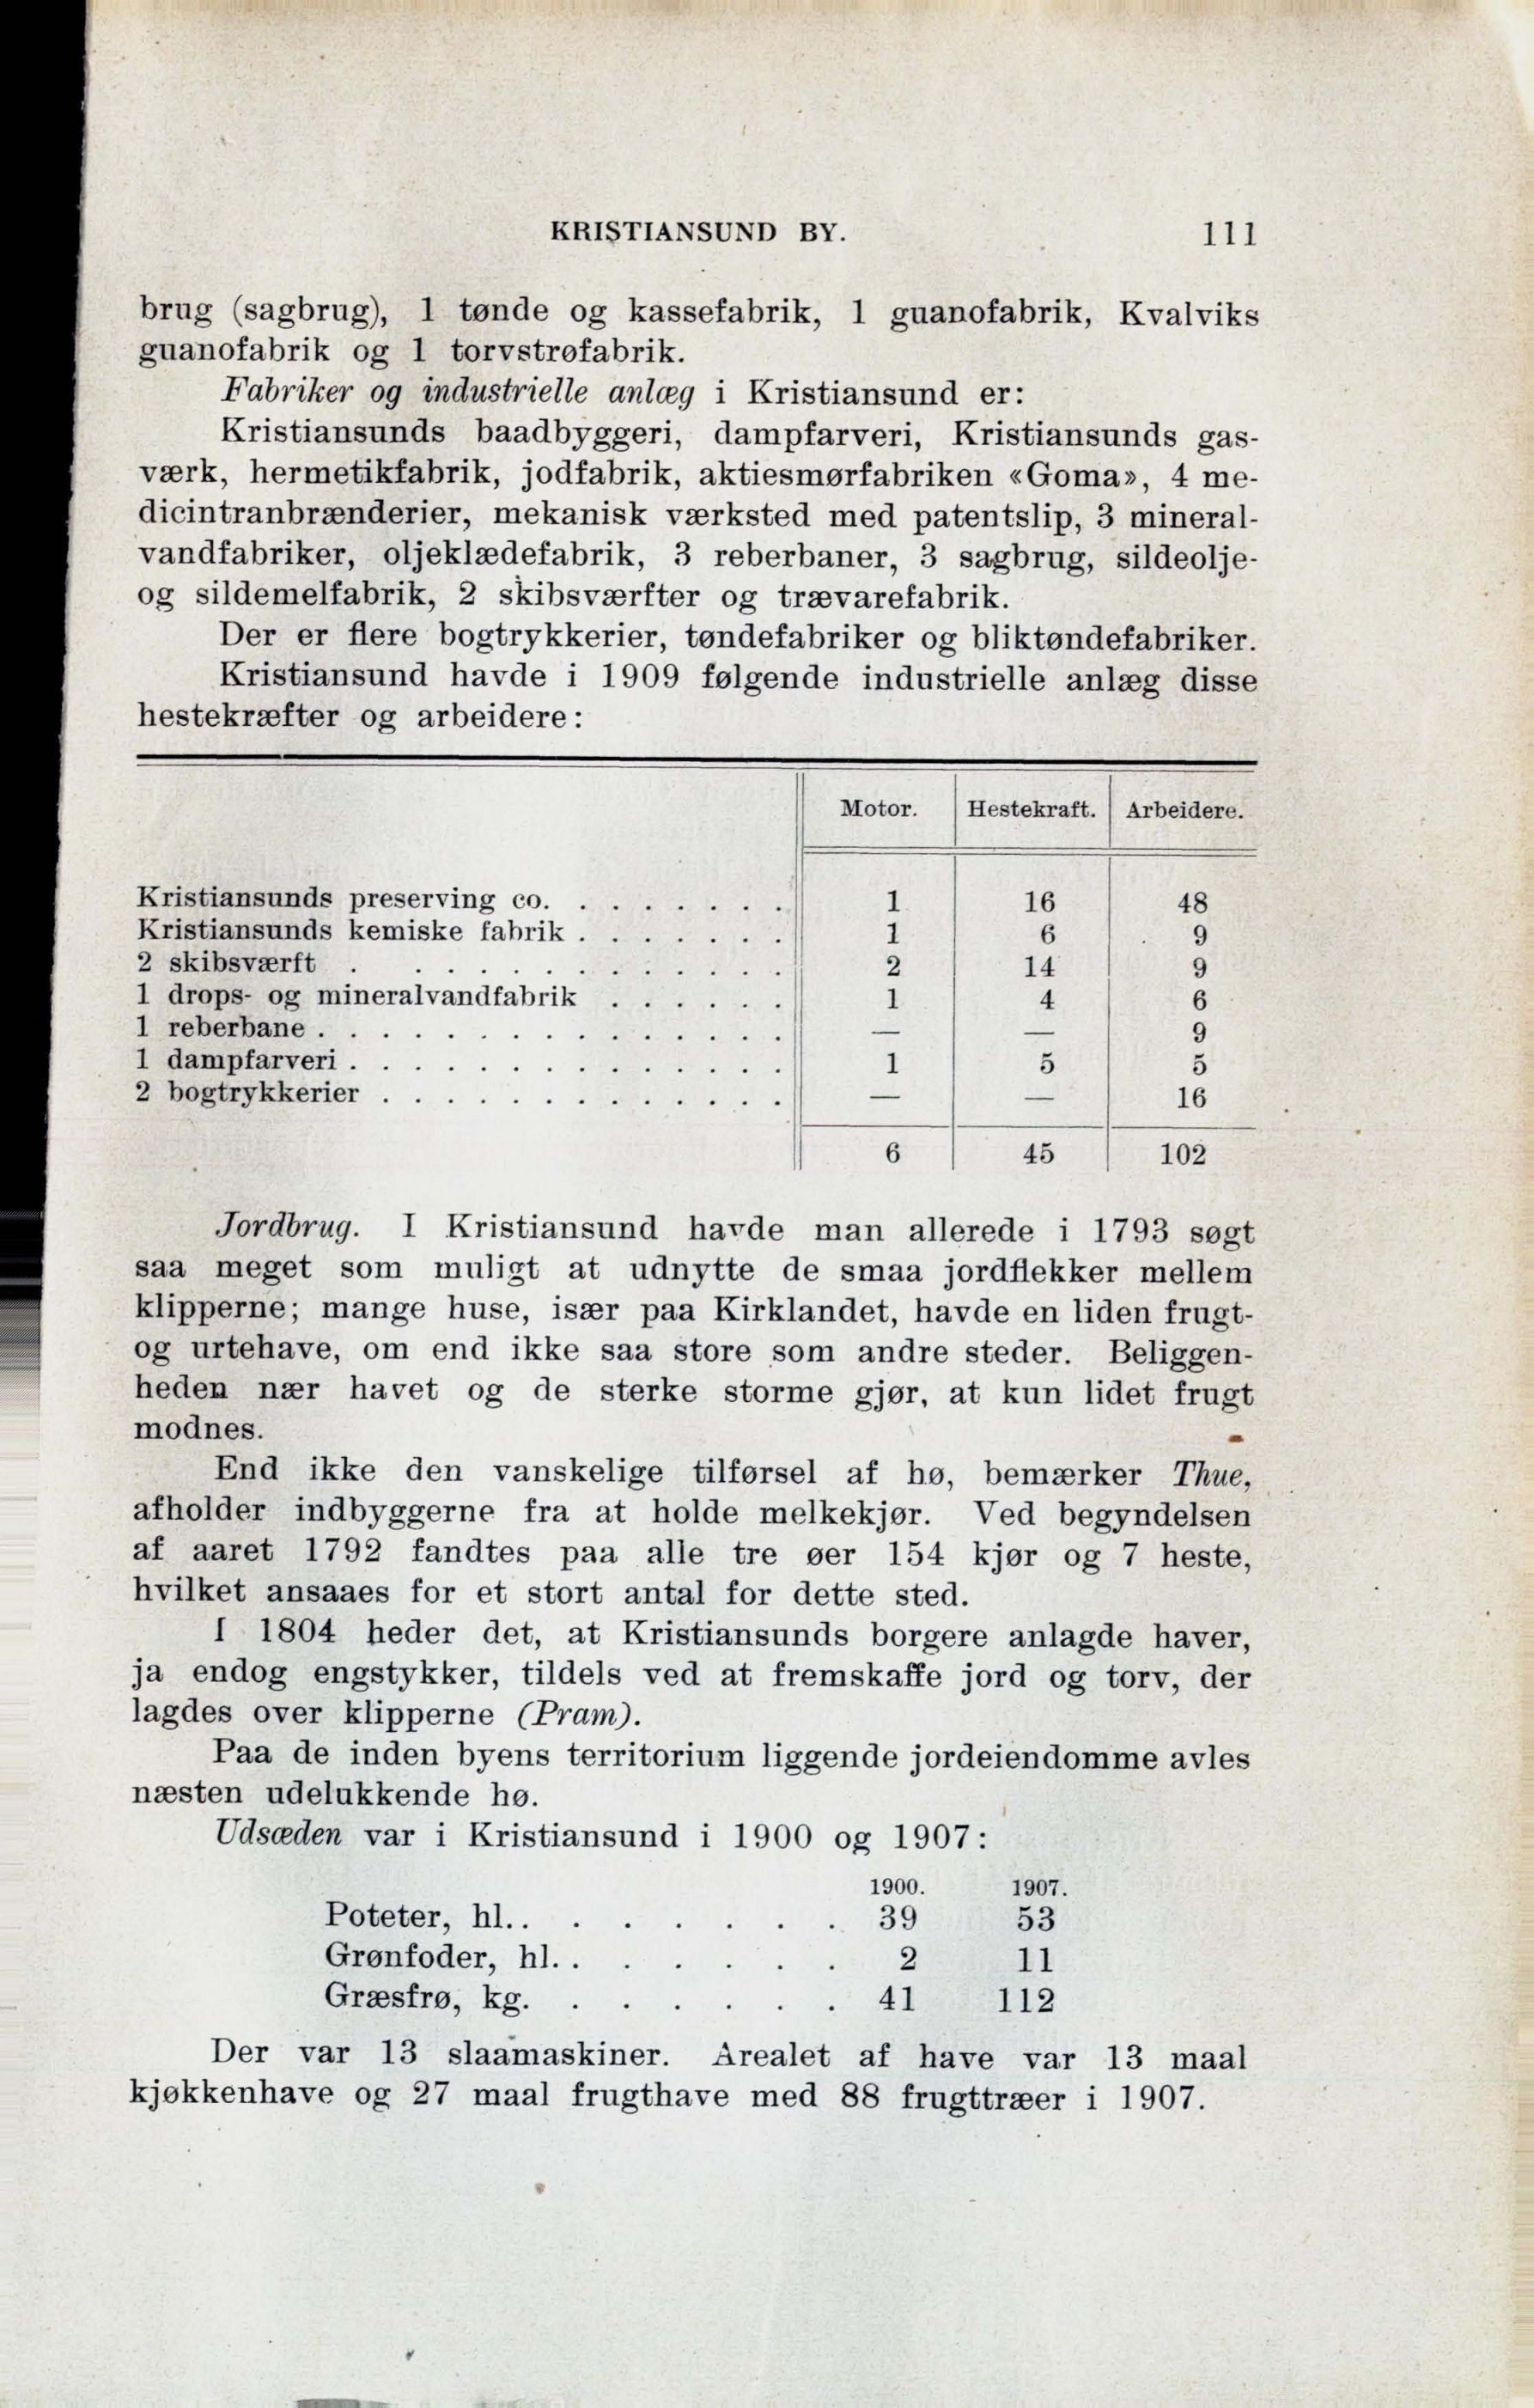 KRISTIANSUND BY. 111
brug (sagbrug), 1 tønde og kassefabrik, 1 guanofabrik, Kvalviks
guanofabrik og 1 torvstrøfabrik.
Fabriker og industrielle anlæg i Kristiansund er:
Kristiansunds baadbyggeri, dampfarveri, Kristiansunds gas-
værk, hermetikfabrik, jodfabrik, aktiesmørfabriken «Goma», 4 me-
dicintranbrænderier, mekanisk værksted med patentslip, 3 mineral-
vandfabriker, oljeklædefabrik, 3 reberbaner, 3 sagbrug, sildeolje-
og sildemelfabrik, 2 skibsværfter og trævarefabrik.
Der er flere bogtrykkerier, tøndefabriker og bliktøndefabriker.
Kristiansund havde i 1909 følgende industrielle anlæg disse
hestekræfter og arbeidere:
Motor. Hestekraft. Arbeidere.
Kristiansunds preserving co. . . . . . . . 1 16 48
Kristiansunds kemiske fabrik . . . . . . . 1 6 9
2 skibsværft . . . . . . . . . . . . . 2 14 9
1 drops- og mineralvandfabrik . . . . . . 1 4 6
1 reberbane . . . . . . . . . . . . . . . — — 9
1 dampfarveri . . . . . . . . . . . . . . 1 5 5
2 bogtrykkerier . . . . . . . . . . . . . — — 16
6 45 102
Jordbrug. I Kristiansund havde man allerede i 1793 søgt
saa meget som muligt at udnytte de smaa jordflekker mellem
klipperne; mange huse, især paa Kirklandet, havde en liden frugt-
og urtehave, om end ikke saa store som andre steder. Beliggen-
heden nær havet og de sterke storme gjør, at kun lidet frugt
modnes.
End ikke den vanskelige tilførsel af hø, bemærker Thue,
afholder indbyggerne fra at holde melkekjør. Ved begyndelsen
af aaret 1792 fandtes paa alle tre øer 154 kjør og 7 heste,
hvilket ansaaes for et stort antal for dette sted.
I 1804 heder det, at Kristiansunds borgere anlagde haver,
ja endog engstykker, tildels ved at fremskaffe jord og torv, der
lagdes over klipperne (Pram).
Paa de inden byens territorium liggende jordeiendomme avles
næsten udelukkende hø.
Udsæden var i Kristiansund i 1900 og 1907:
1900. 1907.
Poteter, hl. . . . . . . . 39 53
Grønfoder, hl. . . . . . . 2 11
Græsfrø, kg. . . . . . . 41 112
Der var 13 slaamaskiner. Arealet af have var 13 maal
kjøkkenhave og 27 maal frugthave med 88 frugttræer i 1907.